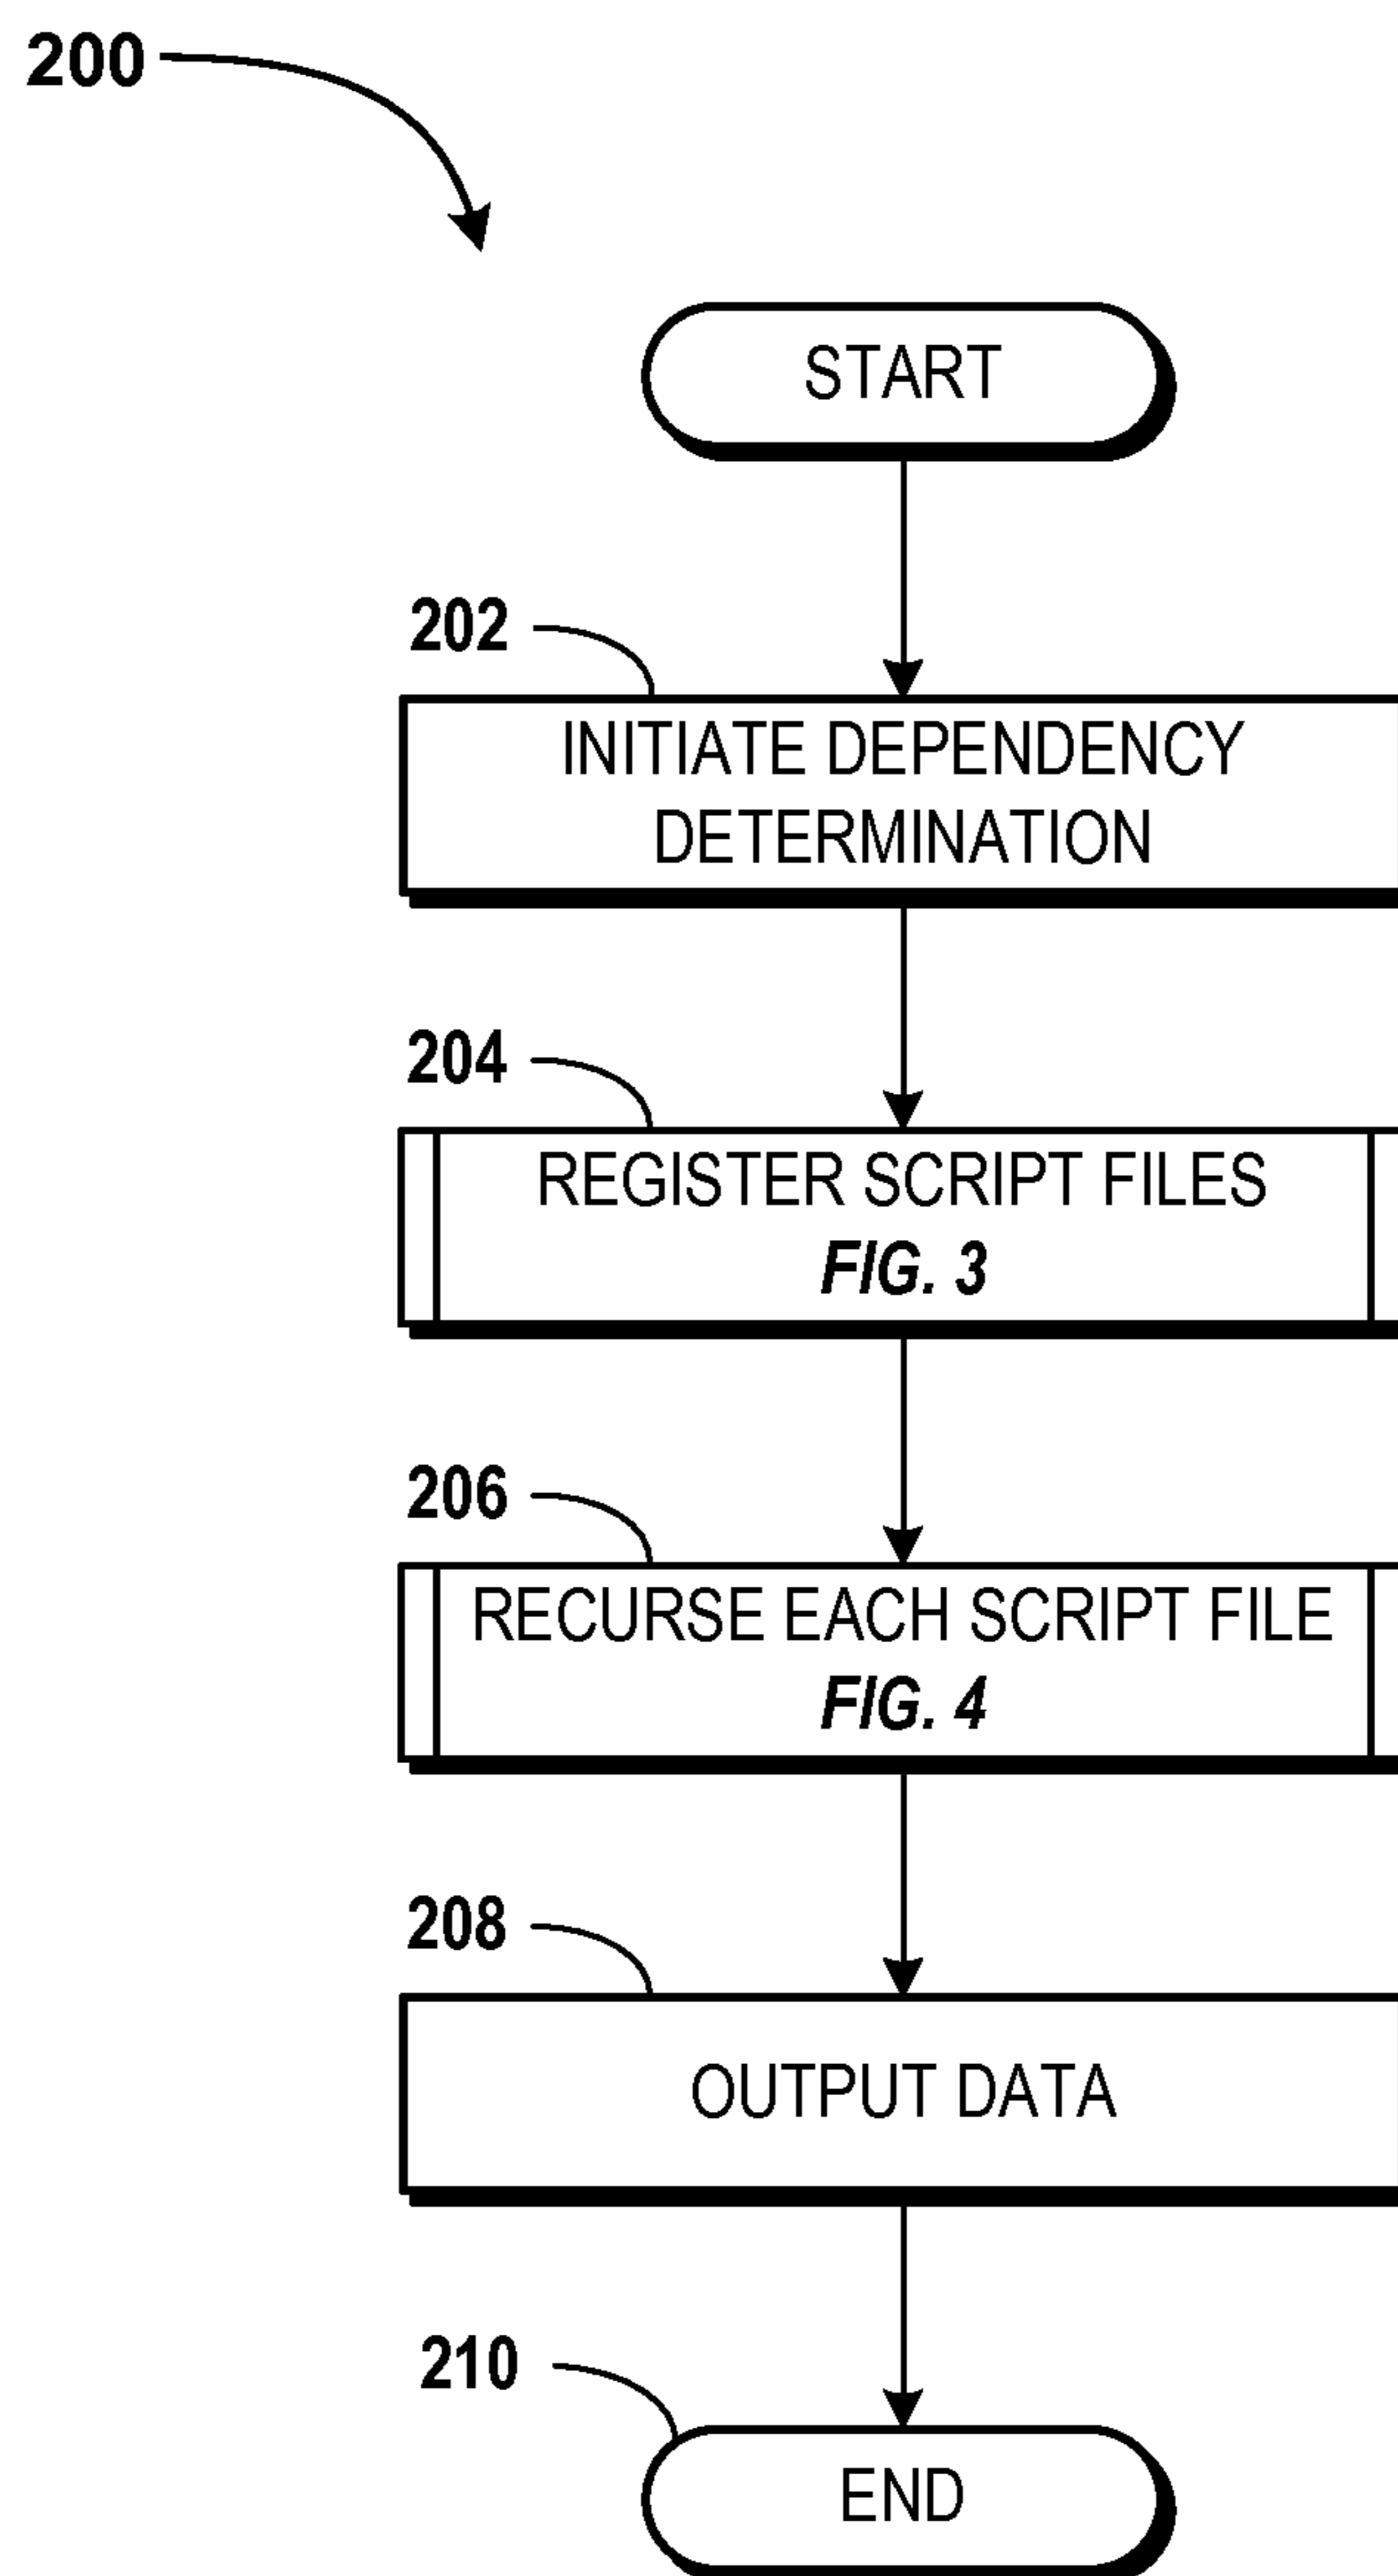 200
START
202
INITIATE DEPENDENCY
DETERMINATION
204
REGISTER SCRIPT FILES
FIG. 3
206
RECURSE EACH SCRIPT FILE
FIG. 4
208
OUTPUT DATA
210
END